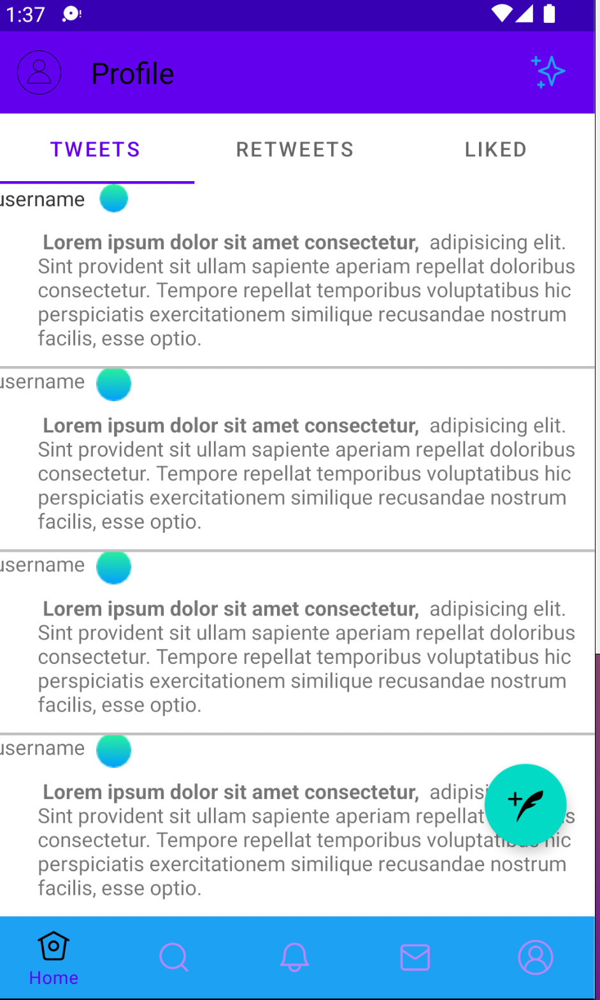 1:37
Profile
TWEETS RETWEETS LIKED
username
Lorem ipsum dolor sit amet consectetur, adipisicing elit.
Sint provident sit ullam sapiente aperiam repellat doloribus
consectetur. Tempore repellat temporibus voluptatibus hic
perspiciatis exercitationem similique recusandae nostrum
facilis, esse optio.
username
Lorem ipsum dolor sit amet consectetur, adipisicing elit.
Sint provident sit ullam sapiente aperiam repellat doloribus
consectetur. Tempore repellat temporibus voluptatibus hic
perspiciatis exercitationem similique recusandae nostrum
facilis, esse optio.
username
Lorem ipsum dolor sit amet consectetur, adipisicing elit.
Sint provident sit ullam sapiente aperiam repellat doloribus
consectetur. Tempore repellat temporibus voluptatibus hic
perspiciatis exercitationem similique recusandae nostrum
facilis, esse optio.
username
Lorem ipsum dolor sit amet consectetur,
Sint provident sit ullam sapiente aperiam repellat
consectetur. Tempore repellat temporibus voluptatibus hic
perspiciatis exercitationem similique recusandae nostrum
facilis, esse optio.
Home